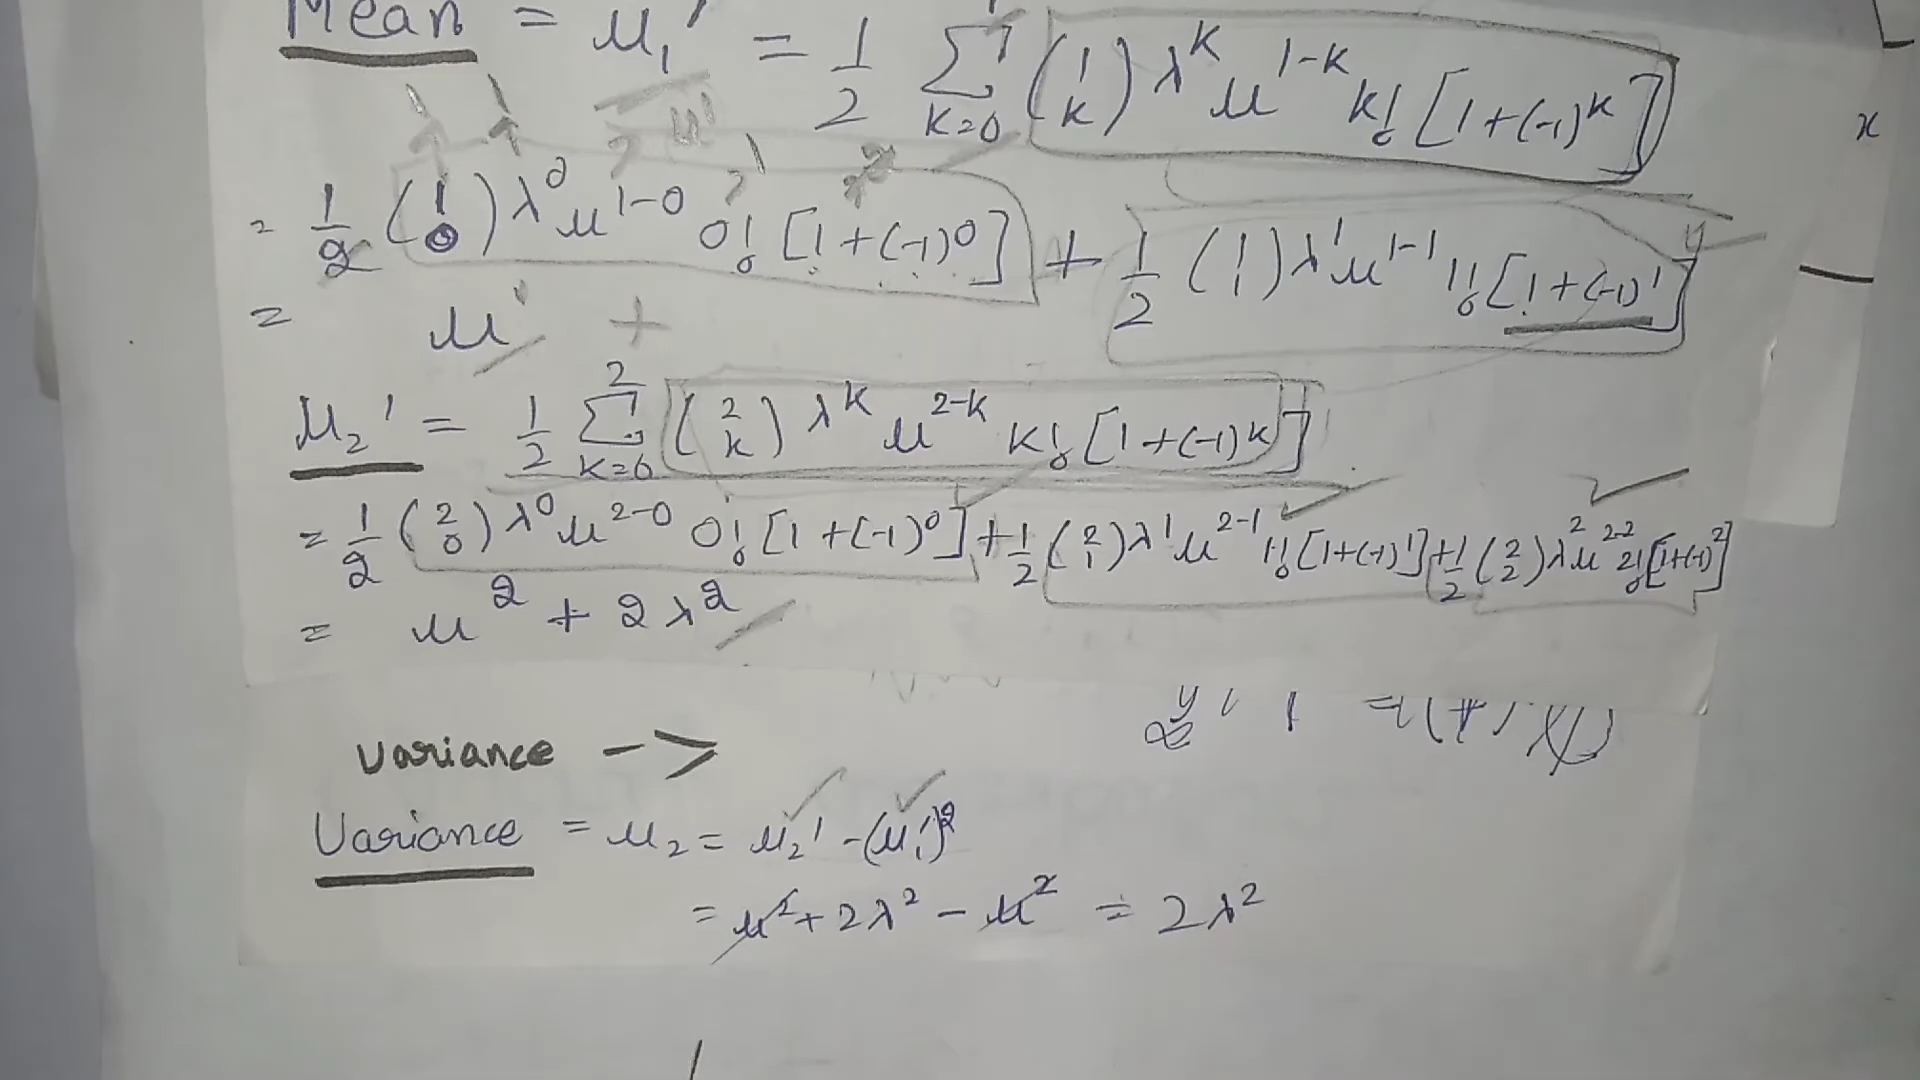 Mean = μ₁' = 1/2 Σ_{K=0}^{1} (1 K) λ^K μ^{1-K} K! [1+(-1)^K]
x
= 1/2 (1 0) λ^0 μ^{1-0} 0! [1+(-1)^0] + 1/2 (1 1) λ^1 μ^{1-1} 1! [1+(-1)^1]
= μ' +
μ₂' = 1/2 Σ_{K=0}^{2} (2 K) λ^K μ^{2-K} K! [1+(-1)^K]
= 1/2 (2 0) λ^0 μ^{2-0} 0! [1+(-1)^0] + 1/2 (2 1) λ^1 μ^{2-1} 1! [1+(-1)^1] + 1/2 (2 2) λ^2 μ^{2-2} 2! [1+(-1)^2]
= μ^2 + 2λ^2
Variance ->
Variance = μ₂ = μ₂' - (μ₁')^2
= μ^2 + 2λ^2 - μ^2 = 2λ^2